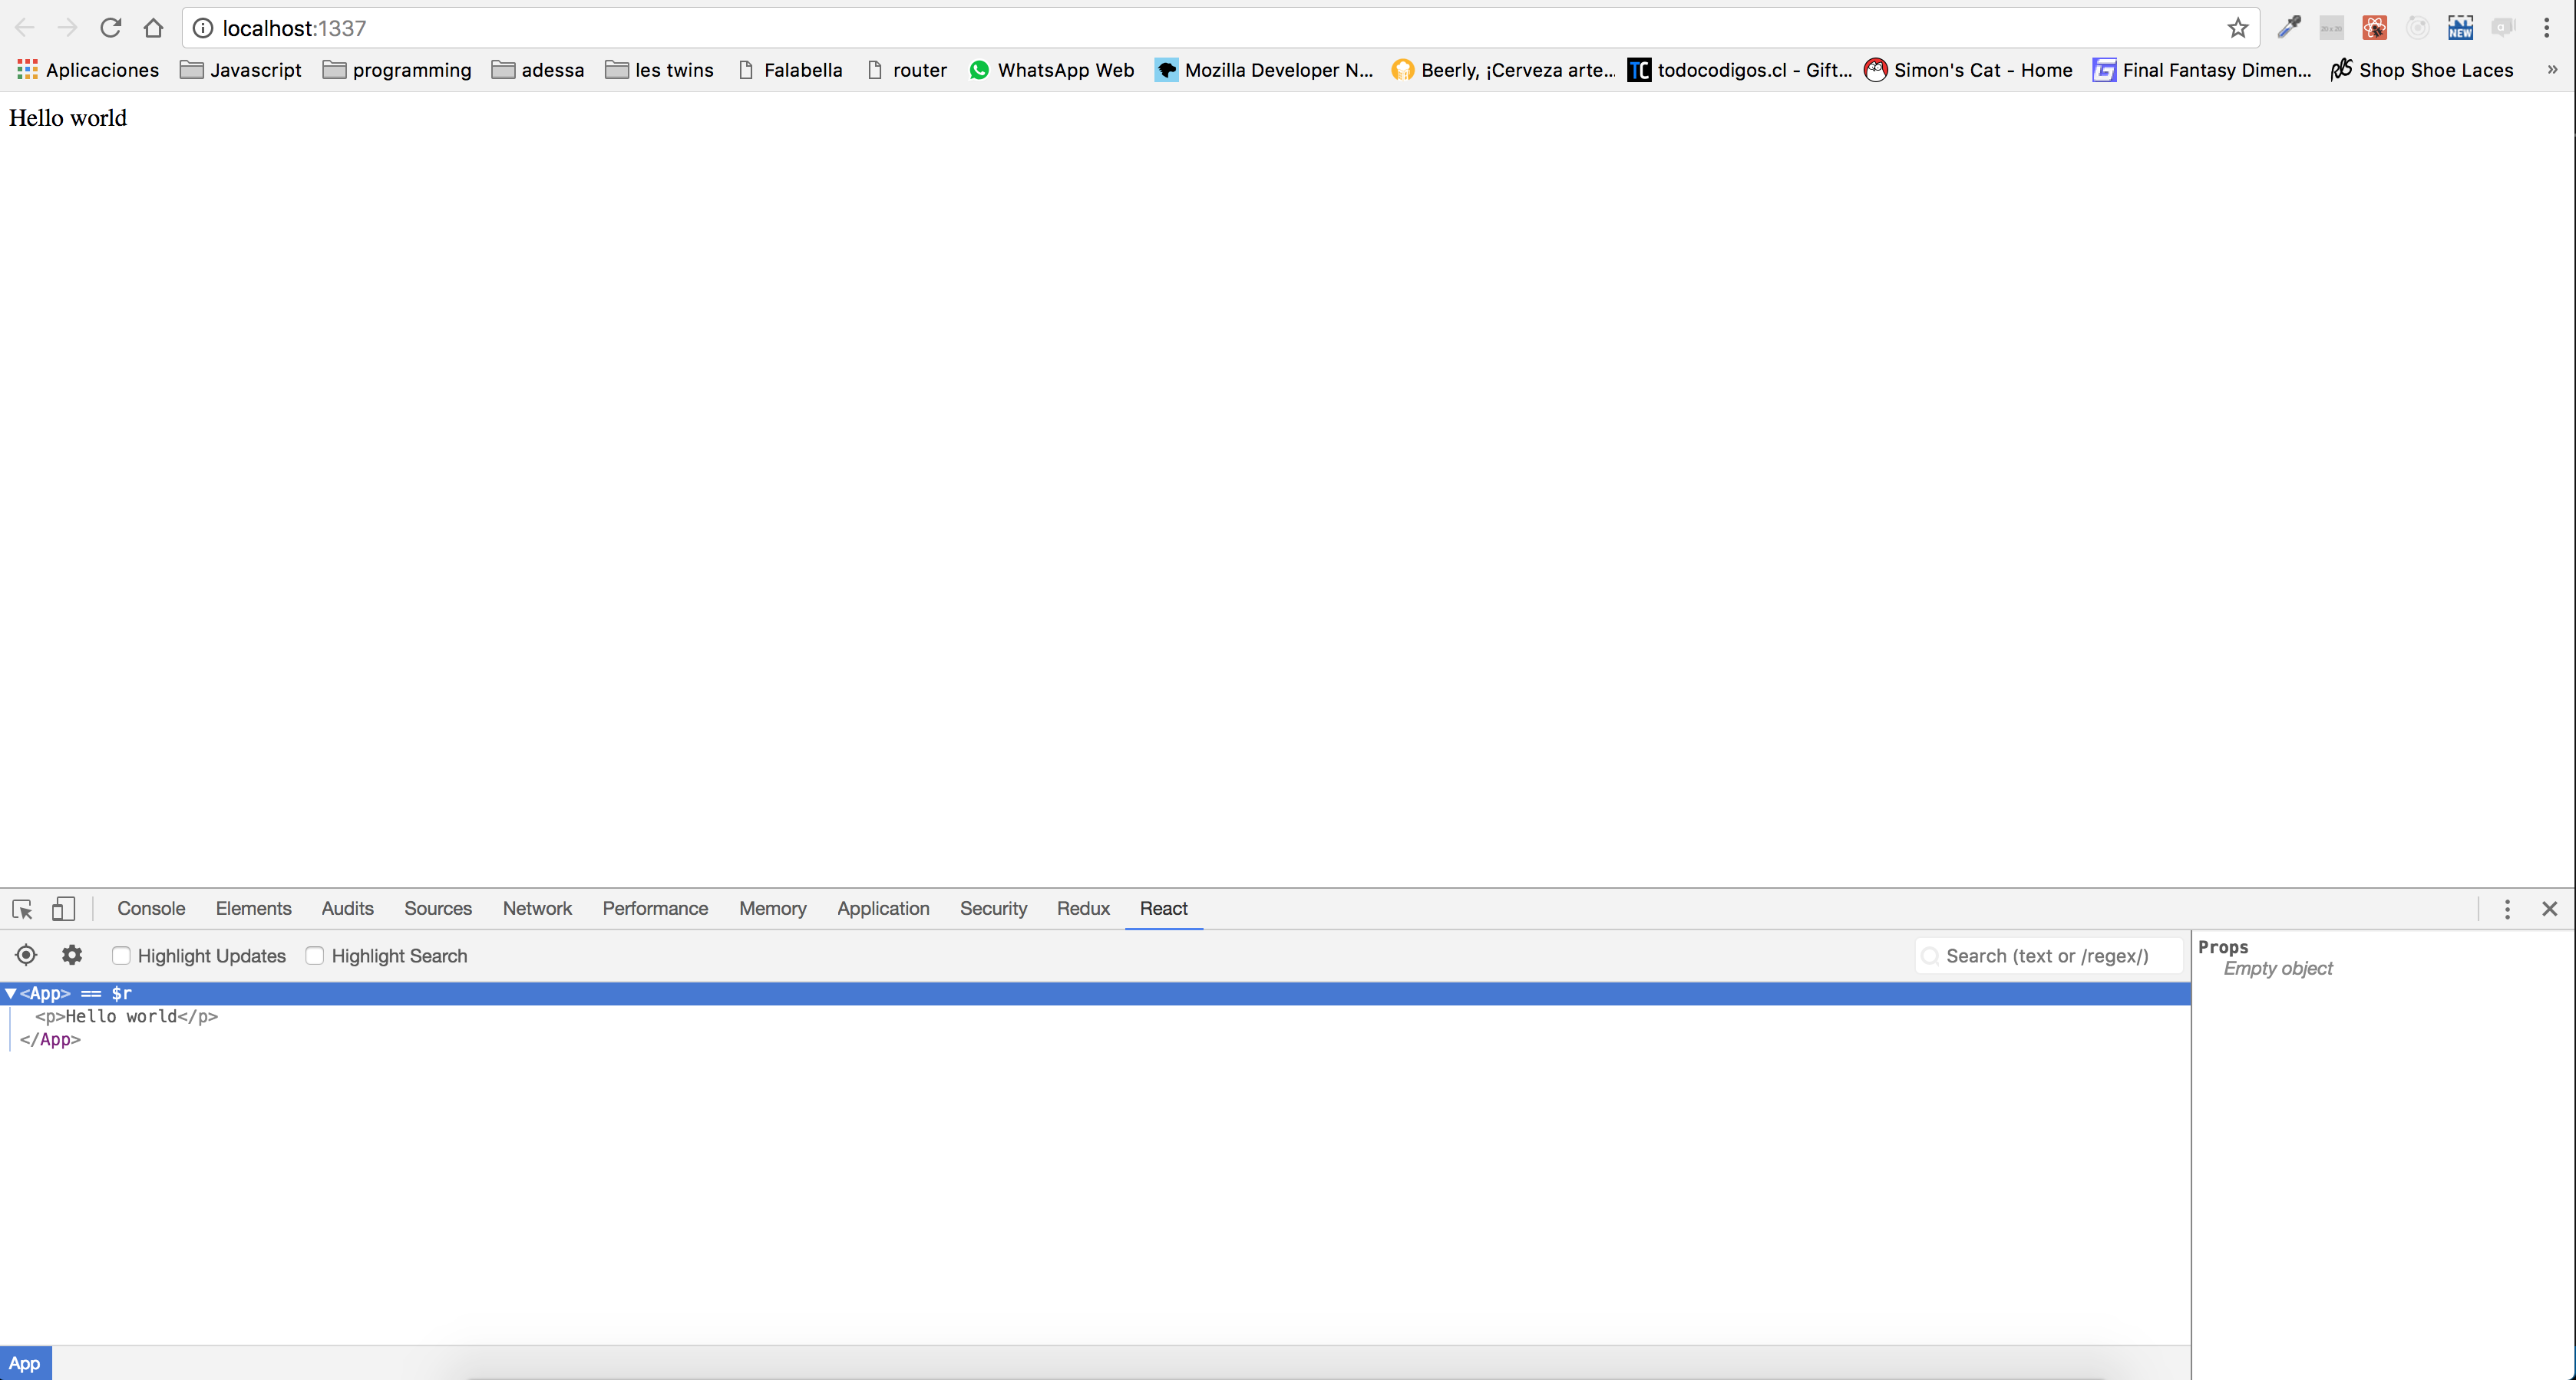 localhost:1337
NEW
Aplicaciones Javascript programming adessa les twins Falabella router WhatsApp Web Mozilla Developer N... Beerly, ¡Cerveza arte... TC todocodigos.cl - Gift... Simon's Cat - Home Final Fantasy Dimen... Shop Shoe Laces »
Hello world
Console Elements Audits Sources Network Performance Memory Application Security Redux React
Highlight Updates Highlight Search Search (text or /regex/)
Props
Empty object
<App> == $r
<p>Hello world</p>
</App>
App